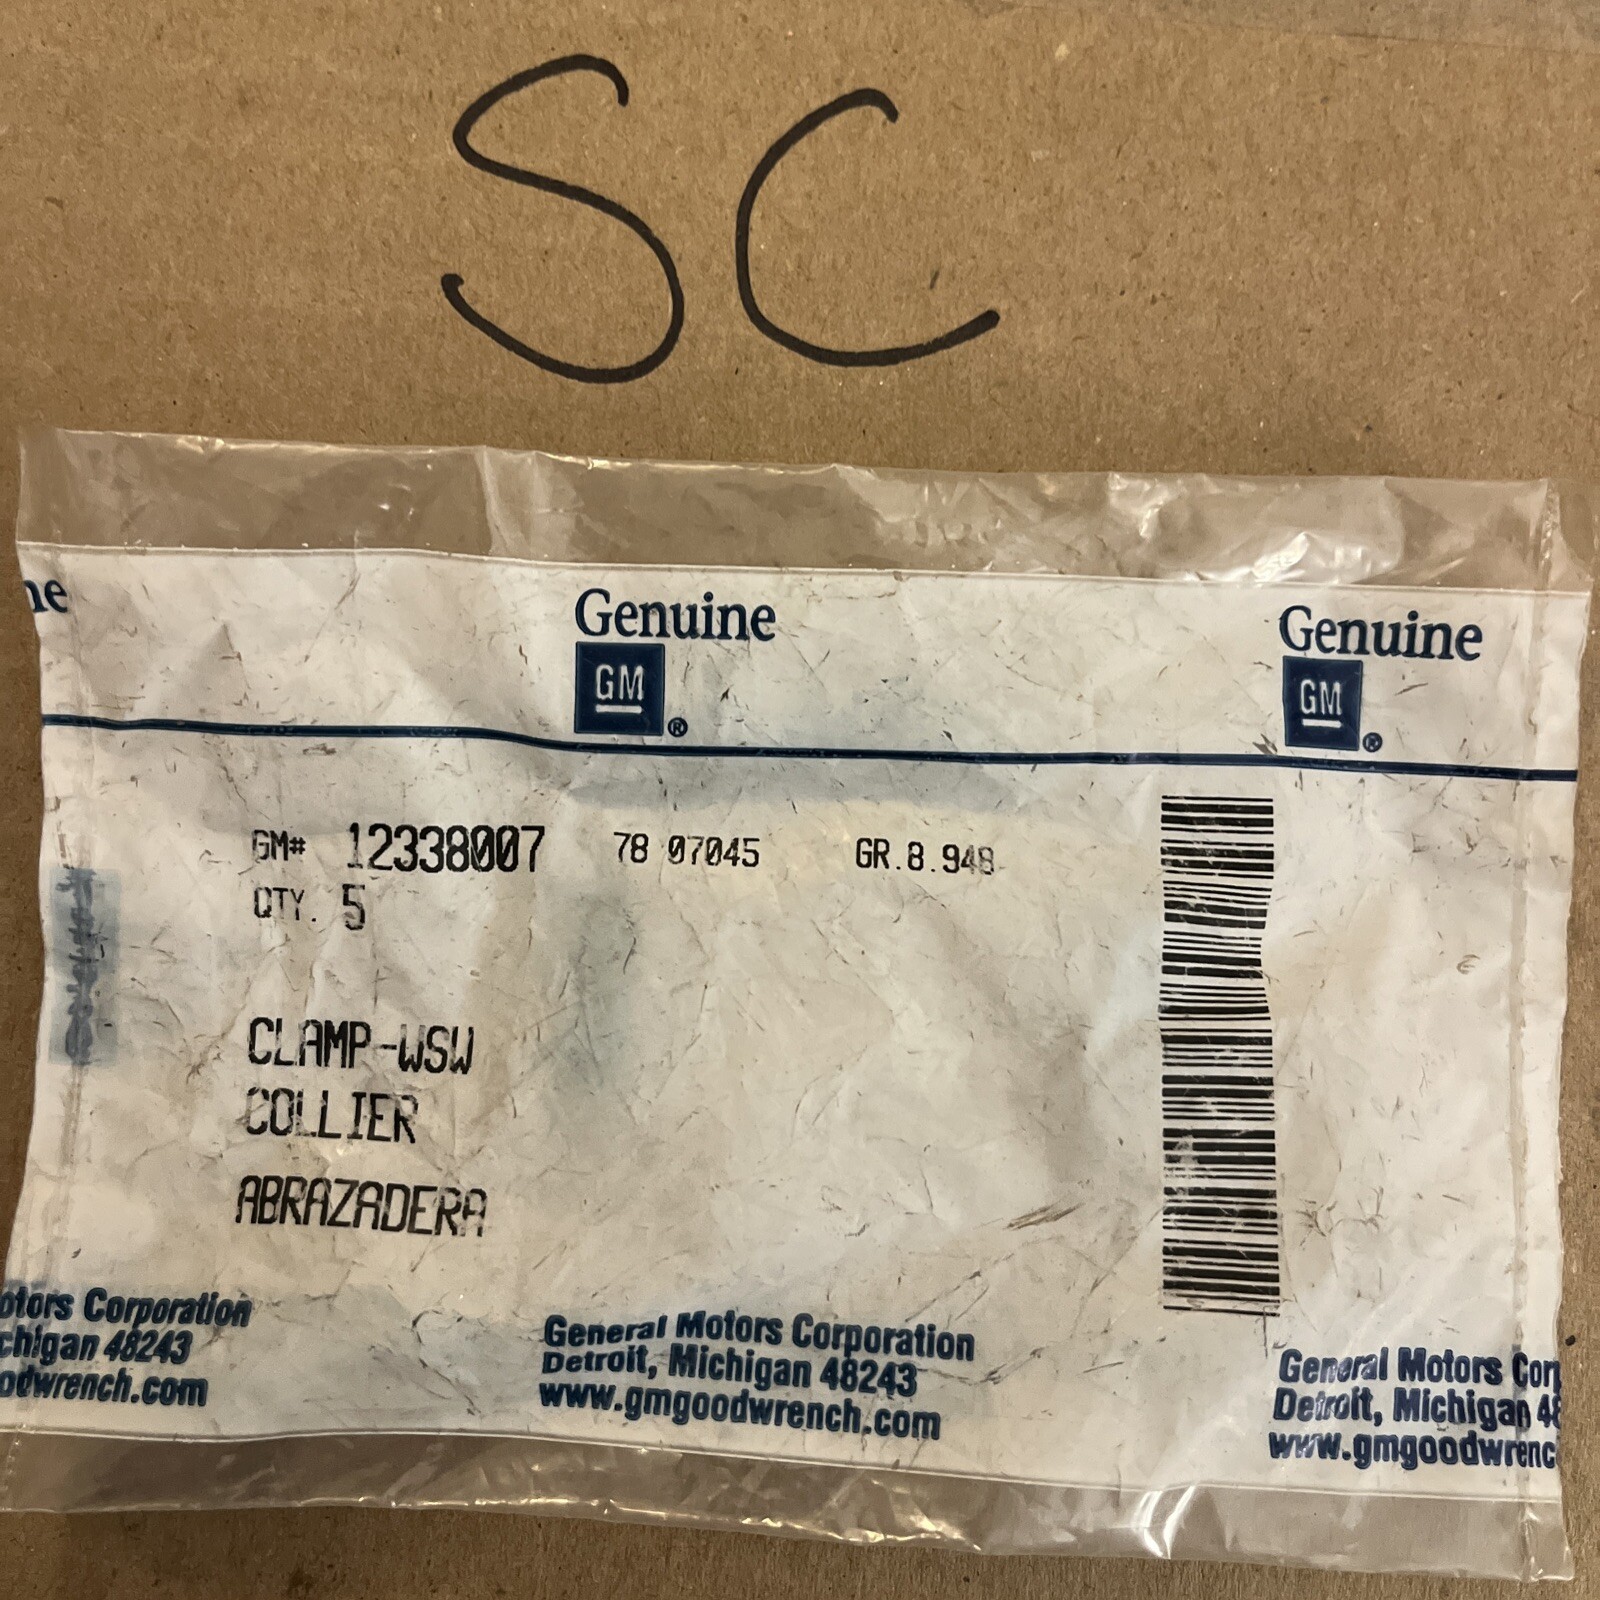 SC
ne
Genuine
GM ®
Genuine
GM ®
GM# 12338007 78 07045 GR.8.948
QTY. 5
CLAMP-WSW
COLLIER
ABRAZADERA
otors Corporation
chigan 48243
odwrench.com
General Motors Corporation
Detroit, Michigan 48243
www.gmgoodwrench.com
General Motors Corp
Detroit, Michigan 48
www.gmgoodwrenc